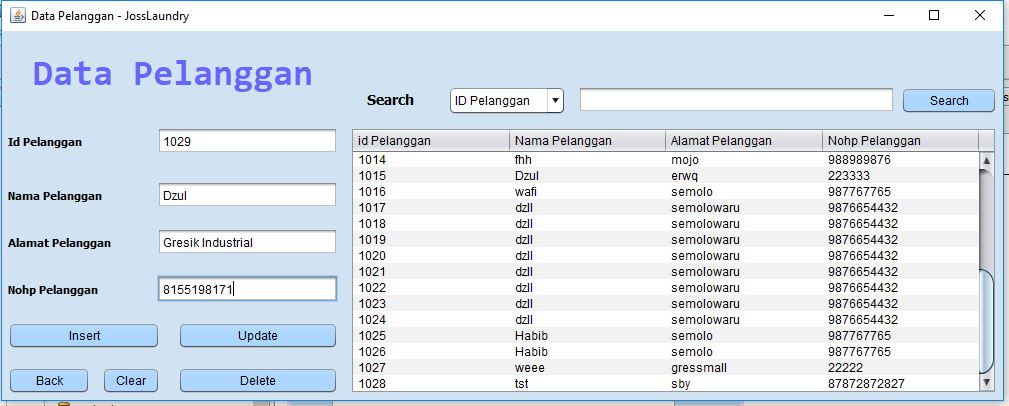 Data Pelanggan - JossLaundry
Data Pelanggan
Search
ID Pelanggan
Search
Id Pelanggan
1029
Nama Pelanggan
Dzul
Alamat Pelanggan
Gresik Industrial
Nohp Pelanggan
8155198171
Insert
Update
Back
Clear
Delete
id Pelanggan Nama Pelanggan Alamat Pelanggan Nohp Pelanggan
1014 fhh mojo 988989876
1015 Dzul erwq 223333
1016 wafi semolo 987767765
1017 dzll semolowaru 9876654432
1018 dzll semolowaru 9876654432
1019 dzll semolowaru 9876654432
1020 dzll semolowaru 9876654432
1021 dzll semolowaru 9876654432
1022 dzll semolowaru 9876654432
1023 dzll semolowaru 9876654432
1024 dzll semolowaru 9876654432
1025 Habib semolo 987767765
1026 Habib semolo 987767765
1027 weee gressmall 22222
1028 tst sby 87872872827